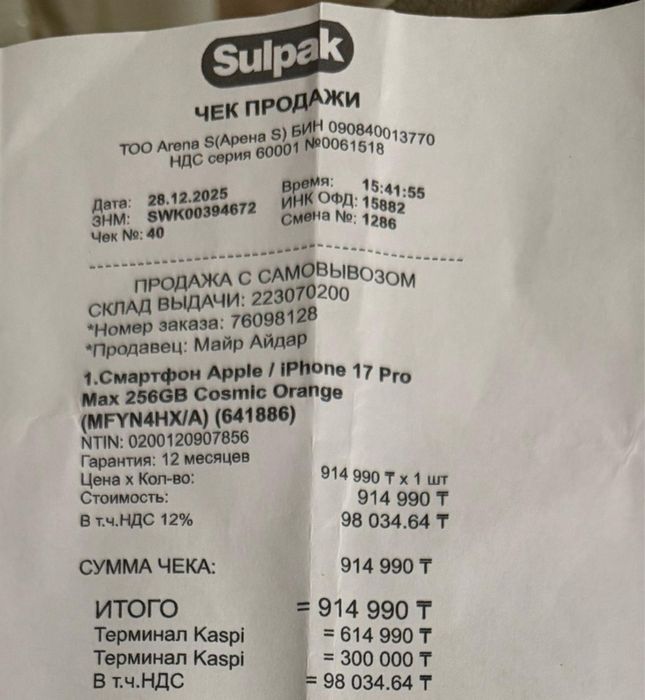 Sulpak
ЧЕК ПРОДАЖИ
ТОО Arena S(Арена S) БИН 090840013770
НДС серия 60001 №0061518
Дата: 28.12.2025 Время: 15:41:55
ЗНМ: SWK00394672 ИНК ОФД: 15882
Чек №: 40 Смена №: 1286
ПРОДАЖА С САМОВЫВОЗОМ
СКЛАД ВЫДАЧИ: 223070200
*Номер заказа: 76098128
*Продавец: Майр Айдар
1.Смартфон Apple / iPhone 17 Pro
Max 256GB Cosmic Orange
(MFYN4HX/A) (641886)
NTIN: 0200120907856
Гарантия: 12 месяцев
Цена х Кол-во: 914 990 ₸ x 1 шт
Стоимость: 914 990 ₸
В т.ч.НДС 12% 98 034.64 ₸
СУММА ЧЕКА: 914 990 ₸
ИТОГО = 914 990 ₸
Терминал Kaspi = 614 990 ₸
Терминал Kaspi = 300 000 ₸
В т.ч.НДС = 98 034.64 ₸